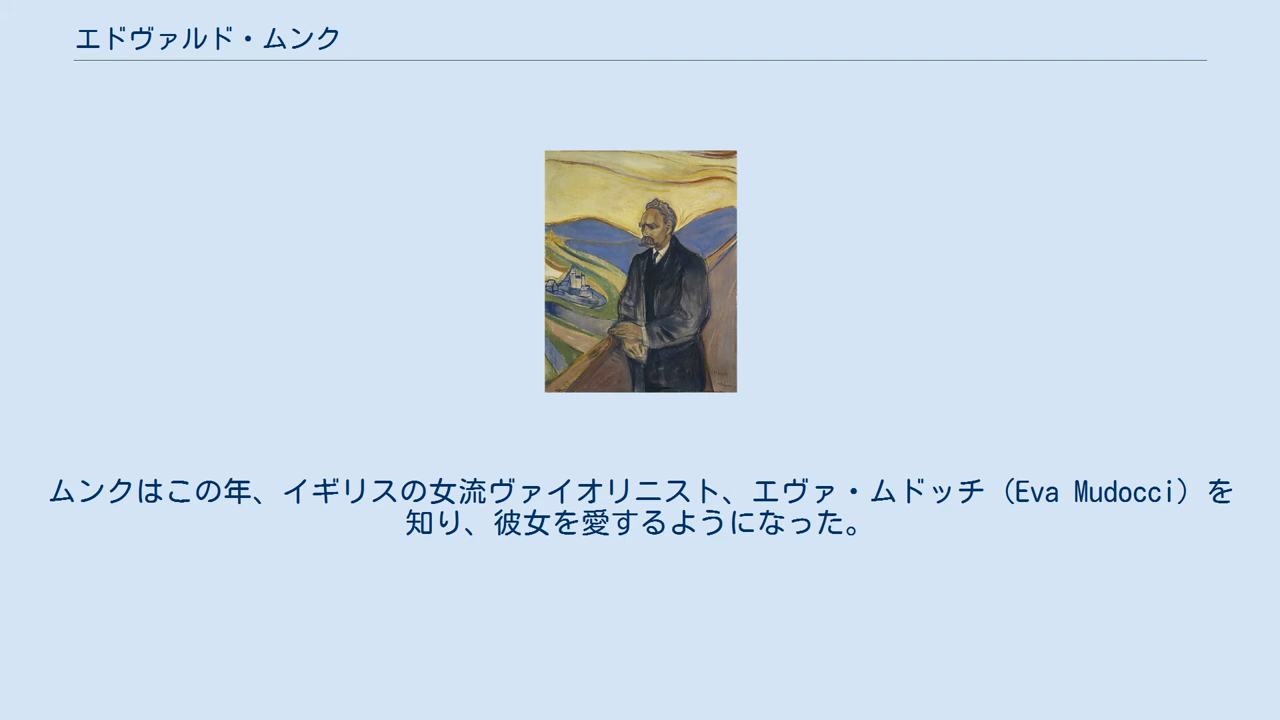 エドヴァルド・ムンク
ムンクはこの年、イギリスの女流ヴァイオリニスト、エヴァ・ムドッチ（Eva Mudocci）を
知り、彼女を愛するようになった。